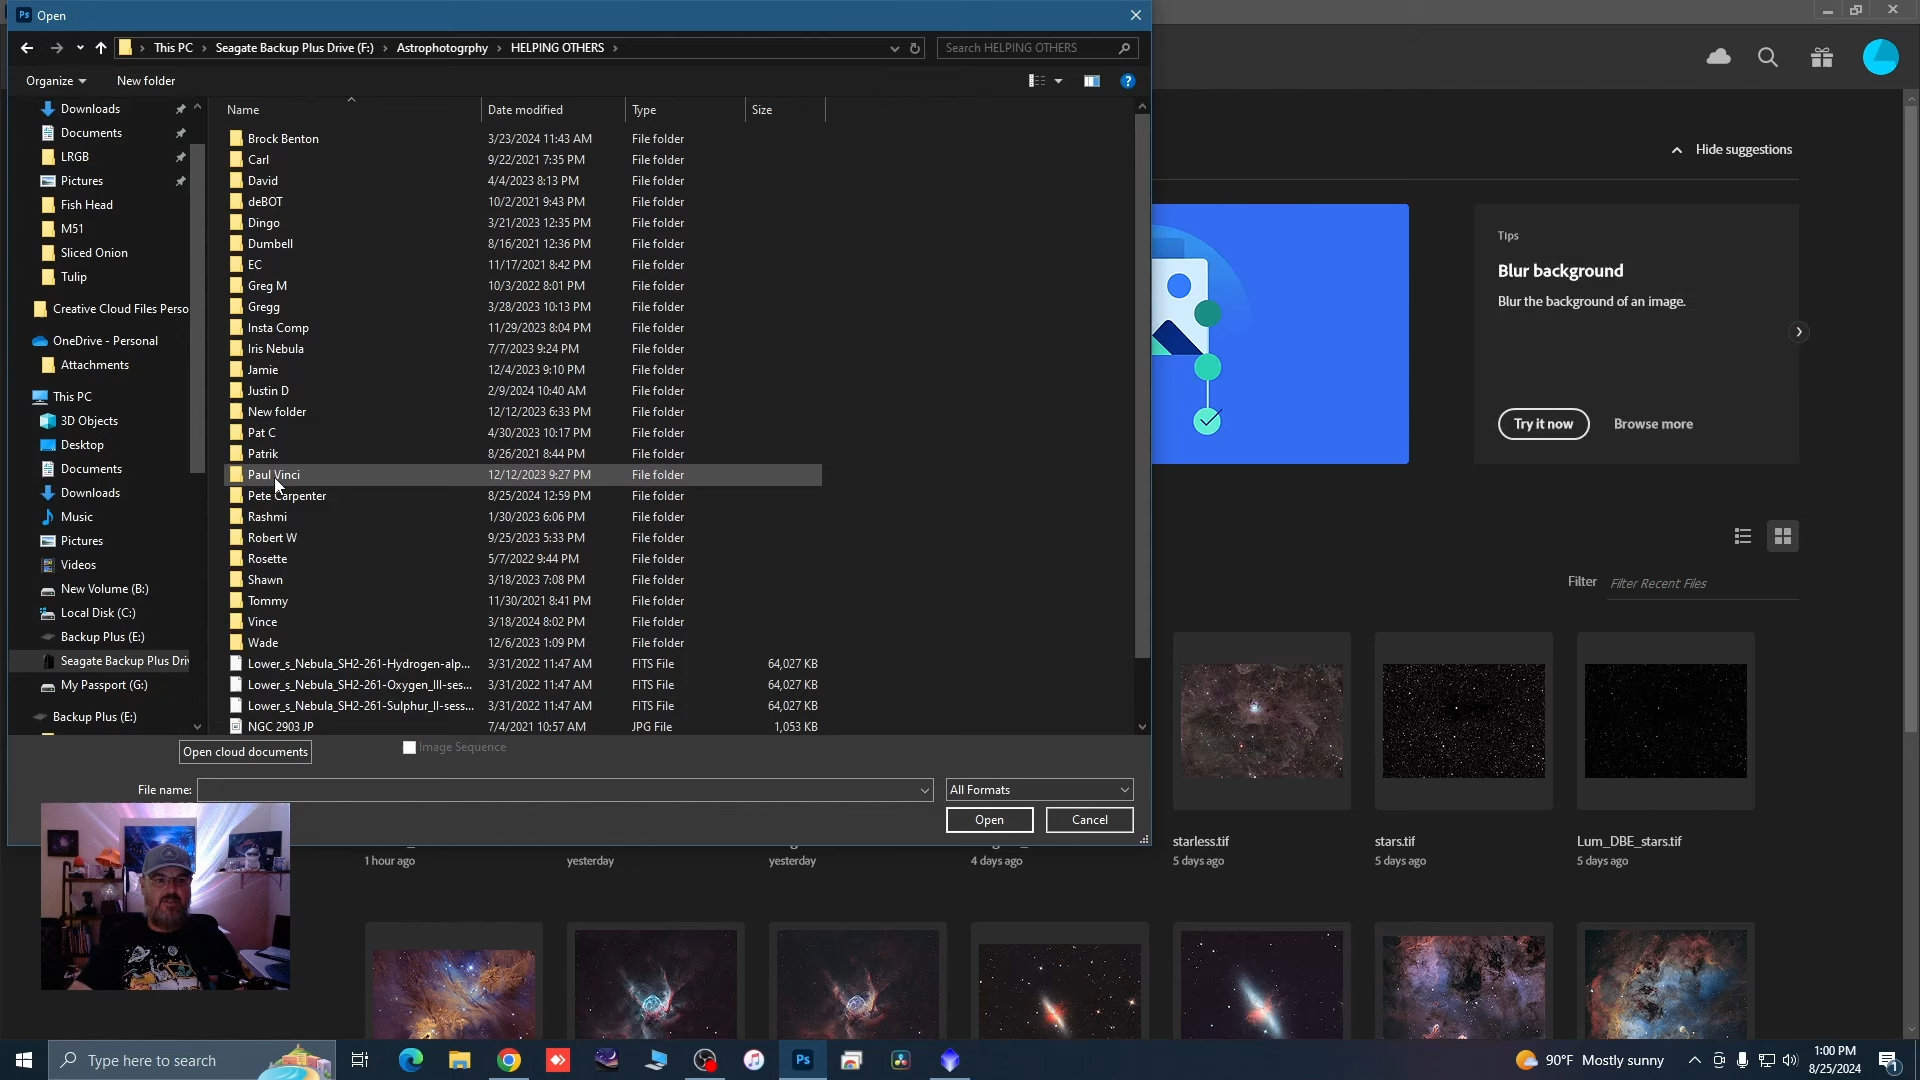 Ps Open
This PC > Seagate Backup Plus Drive (F:) > Astrophotogrphy > HELPING OTHERS >
Search HELPING OTHERS
Organize
New folder
Name
Date modified
Type
Size
Downloads
Documents
LRGB
Pictures
Fish Head
M51
Sliced Onion
Tulip
Creative Cloud Files Perso
OneDrive - Personal
Attachments
This PC
3D Objects
Desktop
Documents
Downloads
Music
Pictures
Videos
New Volume (B:)
Local Disk (C:)
Backup Plus (E:)
Seagate Backup Plus Driv
My Passport (G:)
Backup Plus (E:)
Brock Benton 3/23/2024 11:43 AM File folder
Carl 9/22/2021 7:35 PM File folder
David 4/4/2023 8:13 PM File folder
deBOT 10/2/2021 9:43 PM File folder
Dingo 3/21/2023 12:35 PM File folder
Dumbell 8/16/2021 12:36 PM File folder
EC 11/17/2021 8:42 PM File folder
Greg M 10/3/2022 8:01 PM File folder
Gregg 3/28/2023 10:13 PM File folder
Insta Comp 11/29/2023 8:04 PM File folder
Iris Nebula 7/7/2023 9:24 PM File folder
Jamie 12/4/2023 9:10 PM File folder
Justin D 2/9/2024 10:40 AM File folder
New folder 12/12/2023 6:33 PM File folder
Pat C 4/30/2023 10:17 PM File folder
Patrik 8/26/2021 8:44 PM File folder
Paul Vinci 12/12/2023 9:27 PM File folder
Pete Carpenter 8/25/2024 12:59 PM File folder
Rashmi 1/30/2023 6:06 PM File folder
Robert W 9/25/2023 5:33 PM File folder
Rosette 5/7/2022 9:44 PM File folder
Shawn 3/18/2023 7:08 PM File folder
Tommy 11/30/2021 8:41 PM File folder
Vince 3/18/2024 8:02 PM File folder
Wade 12/6/2023 1:09 PM File folder
Lower_s_Nebula_SH2-261-Hydrogen-alp... 3/31/2022 11:47 AM FITS File 64,027 KB
Lower_s_Nebula_SH2-261-Oxygen_III-ses... 3/31/2022 11:47 AM FITS File 64,027 KB
Lower_s_Nebula_SH2-261-Sulphur_II-sess... 3/31/2022 11:47 AM FITS File 64,027 KB
NGC 2903 JP 7/4/2021 10:57 AM JPG File 1,053 KB
Open cloud documents
Image Sequence
File name:
All Formats
Open
Cancel
Hide suggestions
Tips
Blur background
Blur the background of an image.
Try it now
Browse more
Filter
Filter Recent Files
1 hour ago
yesterday
yesterday
4 days ago
starless.tif
5 days ago
stars.tif
5 days ago
Lum_DBE_stars.tif
5 days ago
Type here to search
Ps
90°F Mostly sunny
1:00 PM
8/25/2024
1